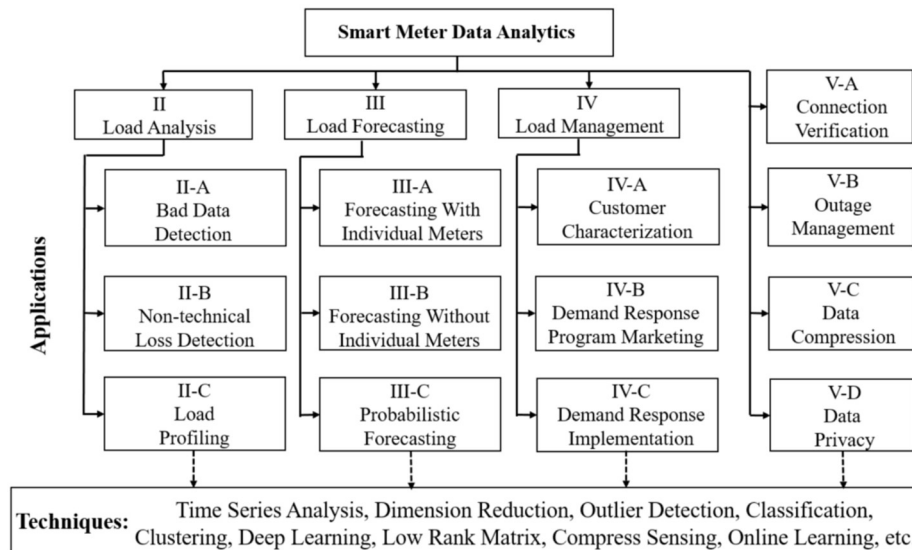 Smart Meter Data Analytics
II
Load Analysis
III
Load Forecasting
IV
Load Management
V-A
Connection
Verification
II-A
Bad Data
Detection
III-A
Forecasting With
Individual Meters
IV-A
Customer
Characterization
V-B
Outage
Management
Applications
II-B
Non-technical
Loss Detection
III-B
Forecasting Without
Individual Meters
IV-B
Demand Response
Program Marketing
V-C
Data
Compression
II-C
Load
Profiling
III-C
Probabilistic
Forecasting
IV-C
Demand Response
Implementation
V-D
Data
Privacy
Techniques: Time Series Analysis, Dimension Reduction, Outlier Detection, Classification,
Clustering, Deep Learning, Low Rank Matrix, Compress Sensing, Online Learning, etc